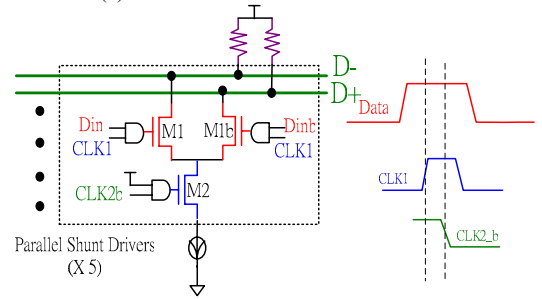 D-
D+
Din
CLK1
M1
M1b
Dinb
CLK1
CLK2b
M2
Parallel Shunt Drivers
(X 5)
Data
CLK1
CLK2_b